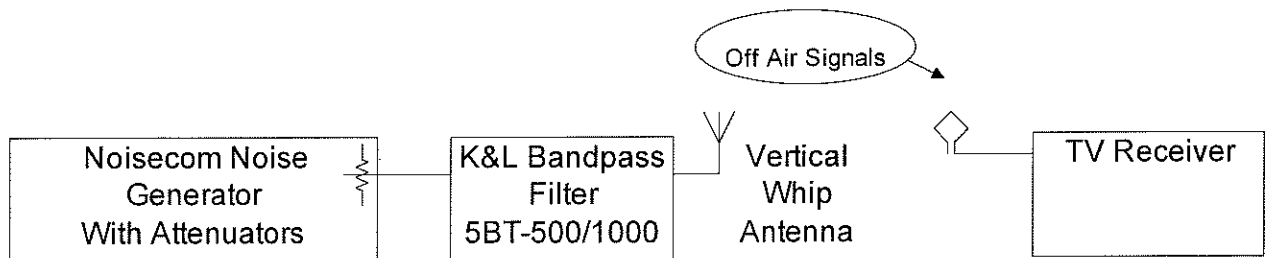 Off Air Signals
Noisecom Noise
Generator
With Attenuators
K&L Bandpass
Filter
5BT-500/1000
Vertical
Whip
Antenna
TV Receiver